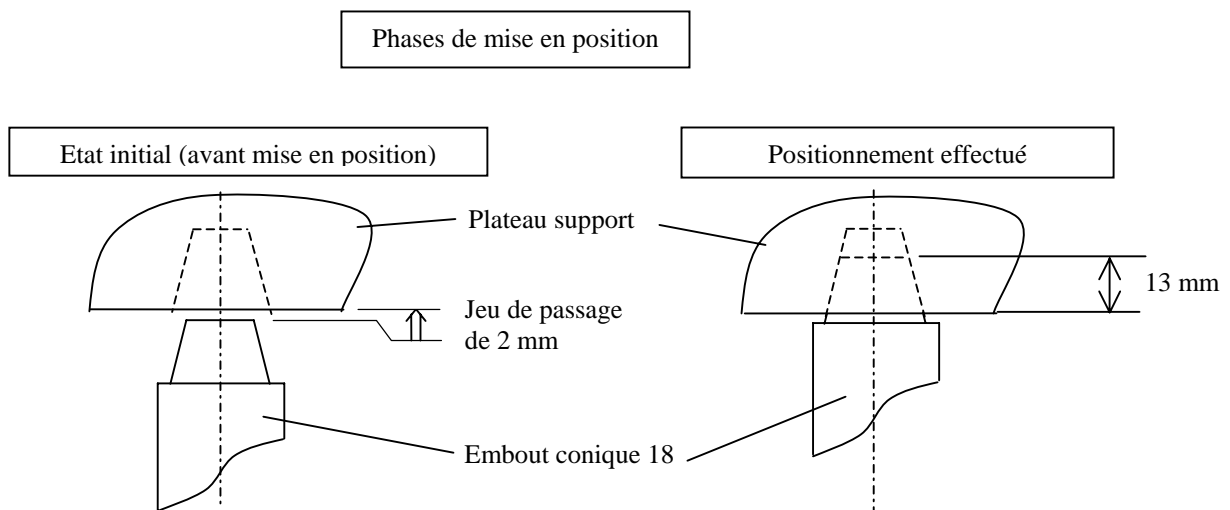 Phases de mise en position
Etat initial (avant mise en position)
Positionnement effectué
Plateau support
13 mm
Jeu de passage
de 2 mm
Embout conique 18